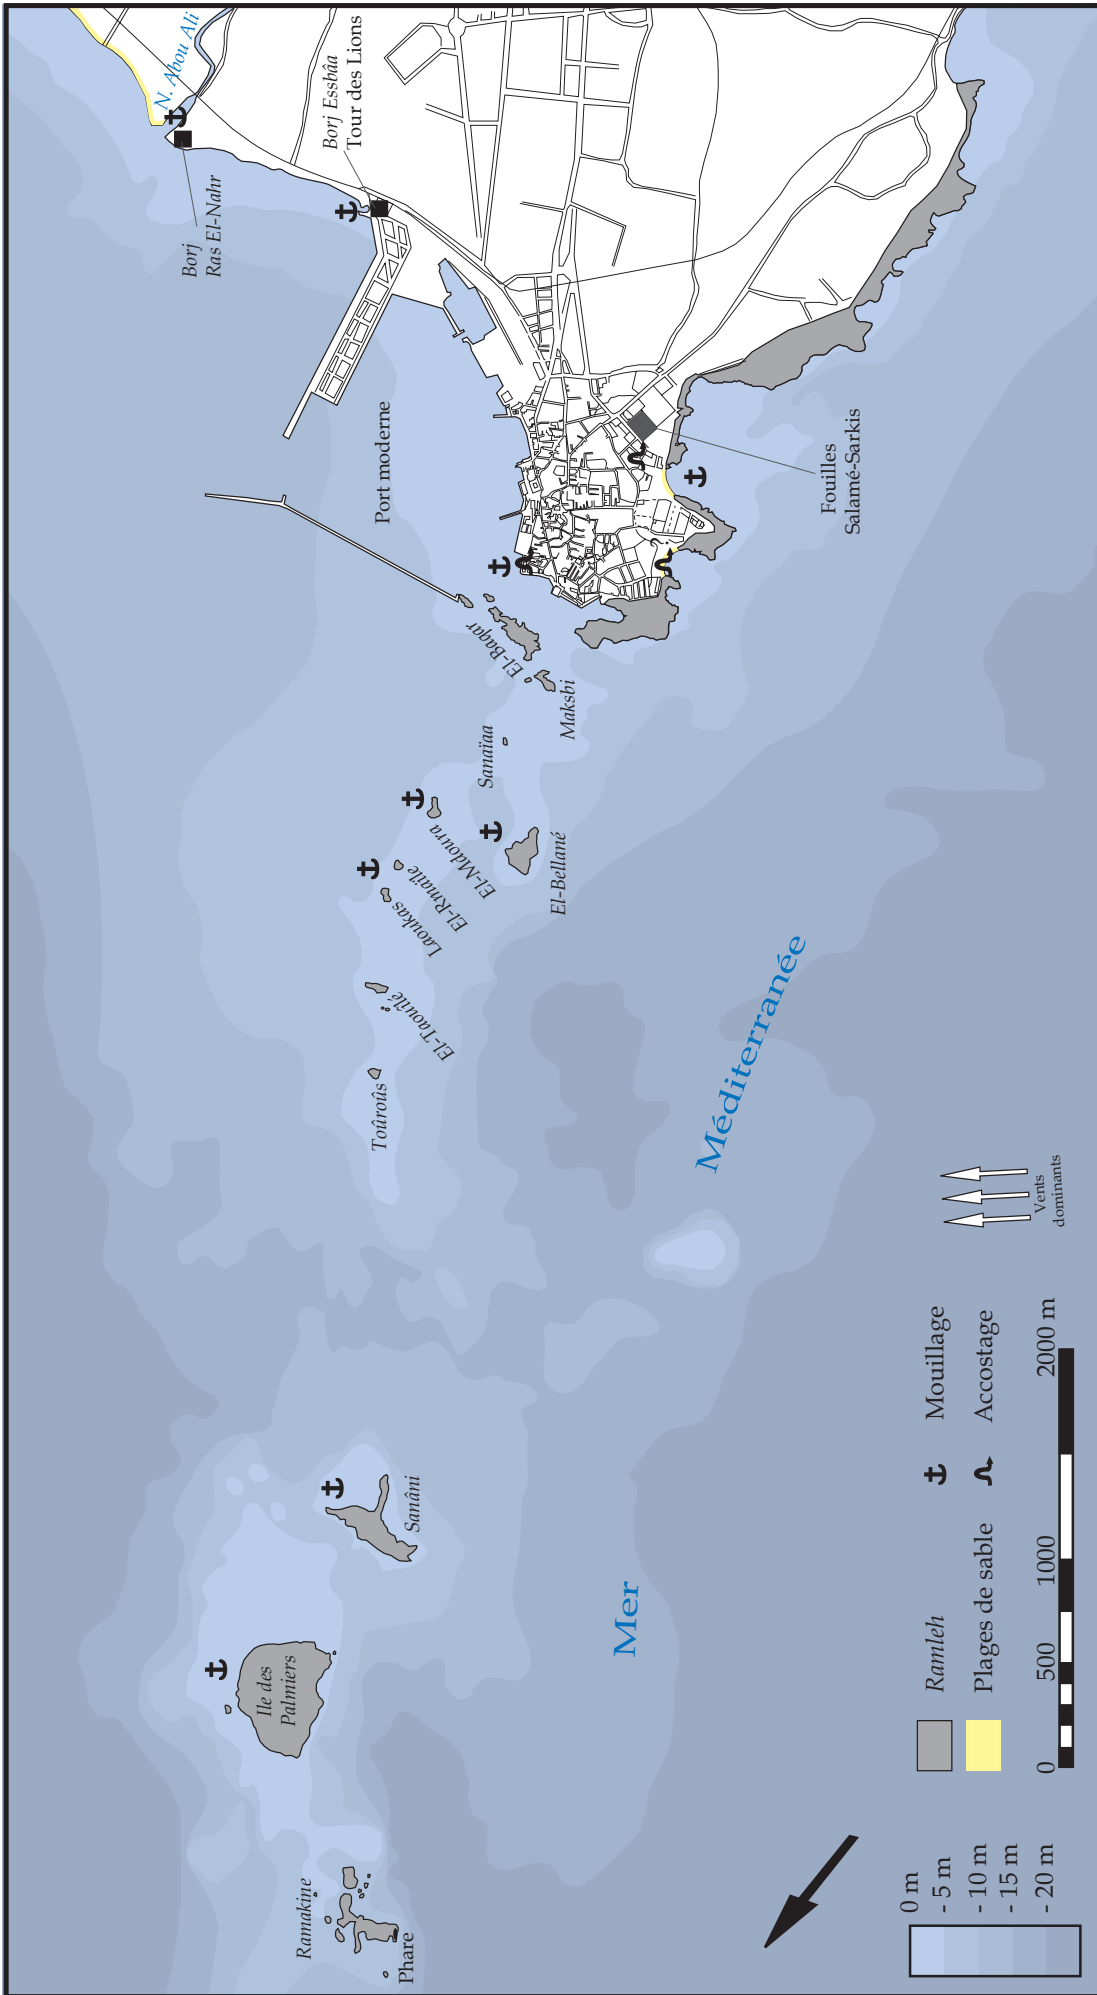 N. Abou Ali
Borj
Ras El-Nahr
Borj Essbâa
Tour des Lions
Port moderne
Fouilles
Salamé-Sarkis
El-Baqar
Maksbi
Sanaïaa
El-Mdoura
El-Bellané
El-Rmaile
Laoukas
El-Taouilé
Toûroûs
Sanâni
Ile des
Palmiers
Ramakine
Phare
Mer
Méditerranée
Vents
dominants
0 m
- 5 m
- 10 m
- 15 m
- 20 m
Ramleh
Mouillage
Plages de sable
Accostage
0
500
1000
2000 m